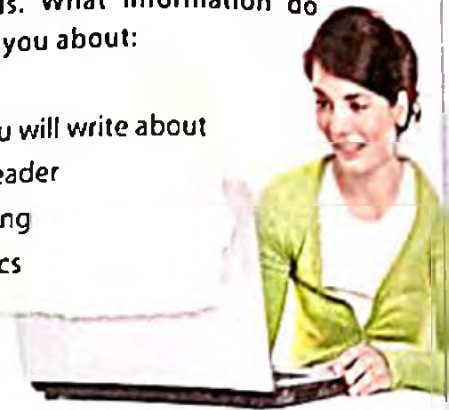 s. What information do
you about:
u will write about
eader
ng
cs